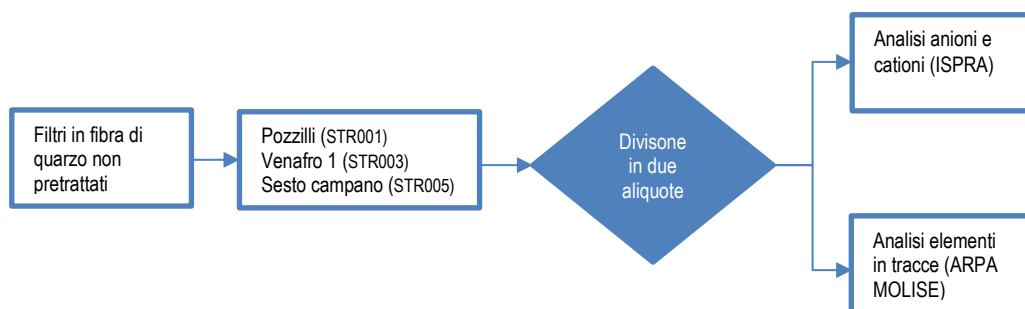 Filtri in fibra di
quarzo non
pretrattati
Pozzilli (STR001)
Venafro 1 (STR003)
Sesto campano (STR005)
Divisone
in due
aliquote
Analisi anioni e
cationi (ISPRA)
Analisi elementi
in tracce (ARPA
MOLISE)